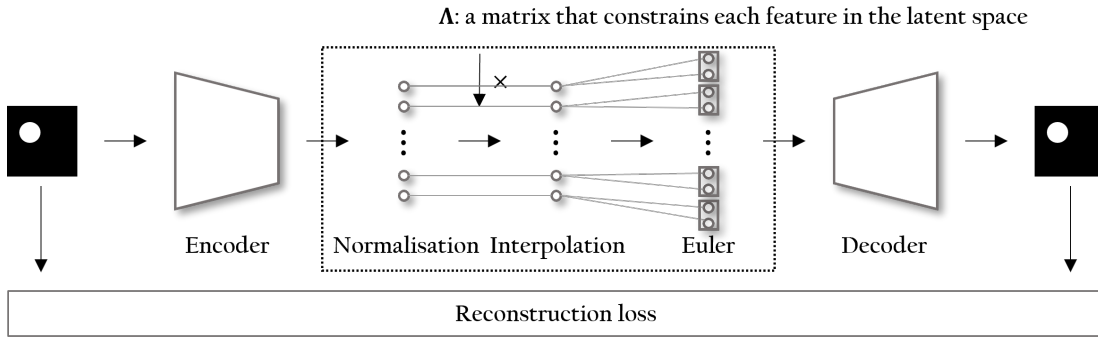 Λ: a matrix that constrains each feature in the latent space
×
Encoder
Normalisation
Interpolation
Euler
Decoder
Reconstruction loss